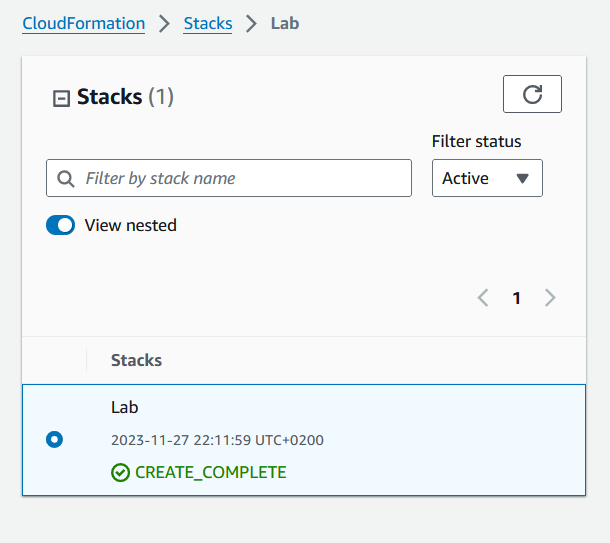 CloudFormation > Stacks > Lab
Stacks (1)
Filter status
Filter by stack name
Active
View nested
1
Stacks
Lab
2023-11-27 22:11:59 UTC+0200
CREATE_COMPLETE